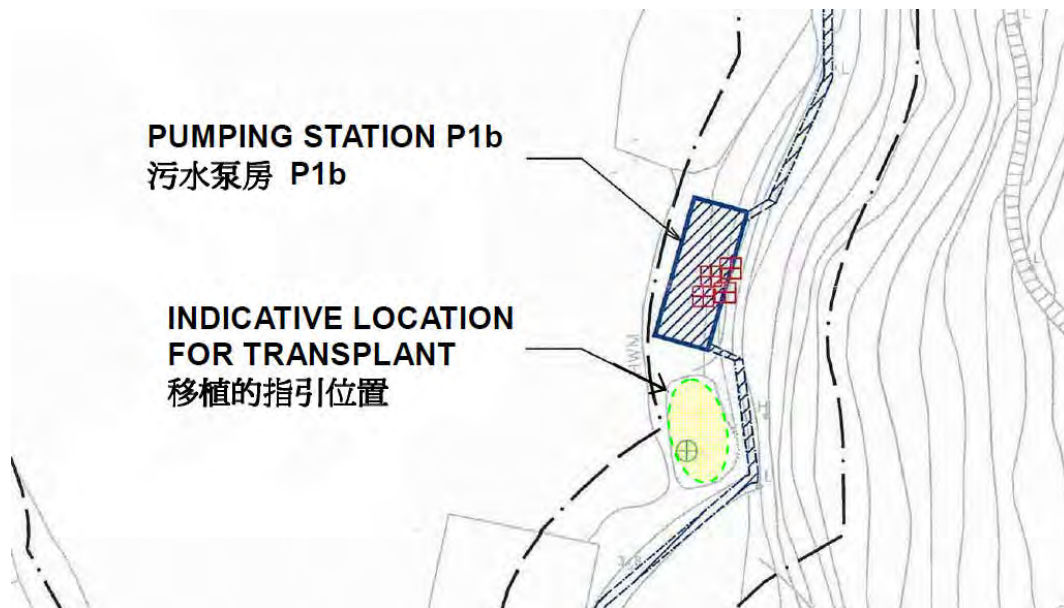 PUMPING STATION P1b
污水泵房 P1b
INDICATIVE LOCATION
FOR TRANSPLANT
移植的指引位置
HWM